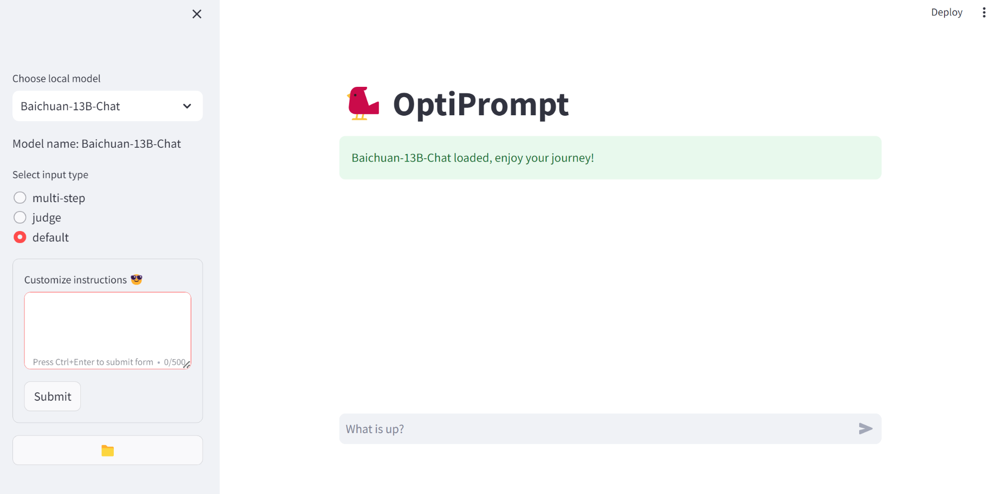 Choose local model
Baichuan-13B-Chat
Model name: Baichuan-13B-Chat
Select input type
multi-step
judge
default
Customize instructions 😎
Press Ctrl+Enter to submit form • 0/500
Submit
Deploy
OptiPrompt
Baichuan-13B-Chat loaded, enjoy your journey!
What is up?